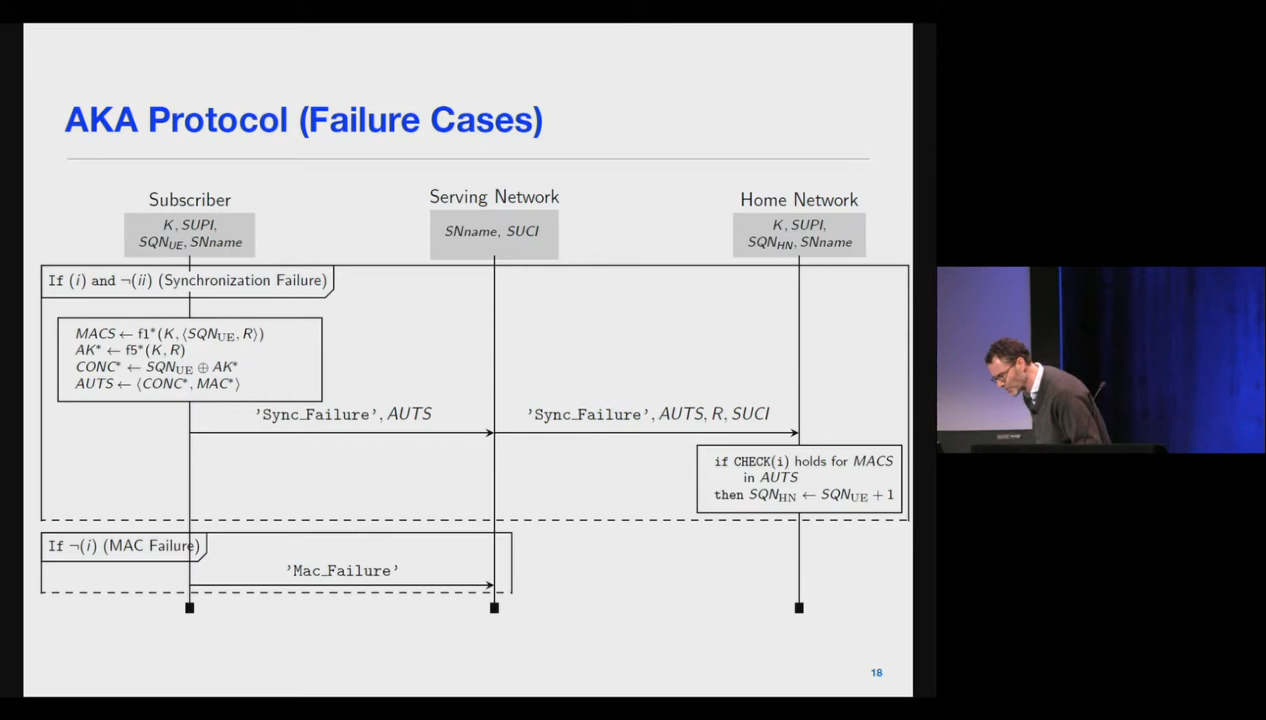 AKA Protocol (Failure Cases)
Subscriber
K, SUPI,
SQN_UE, SNname
Serving Network
SNname, SUCI
Home Network
K, SUPI,
SQN_HN, SNname
If (i) and ¬(ii) (Synchronization Failure)
MACS ← f1*(K, ⟨SQN_UE, R⟩)
AK* ← f5*(K, R)
CONC* ← SQN_UE ⊕ AK*
AUTS ← ⟨CONC*, MAC*⟩
'Sync_Failure', AUTS
'Sync_Failure', AUTS, R, SUCI
if CHECK(i) holds for MACS
in AUTS
then SQN_HN ← SQN_UE + 1
If ¬(i) (MAC Failure)
'Mac_Failure'
18